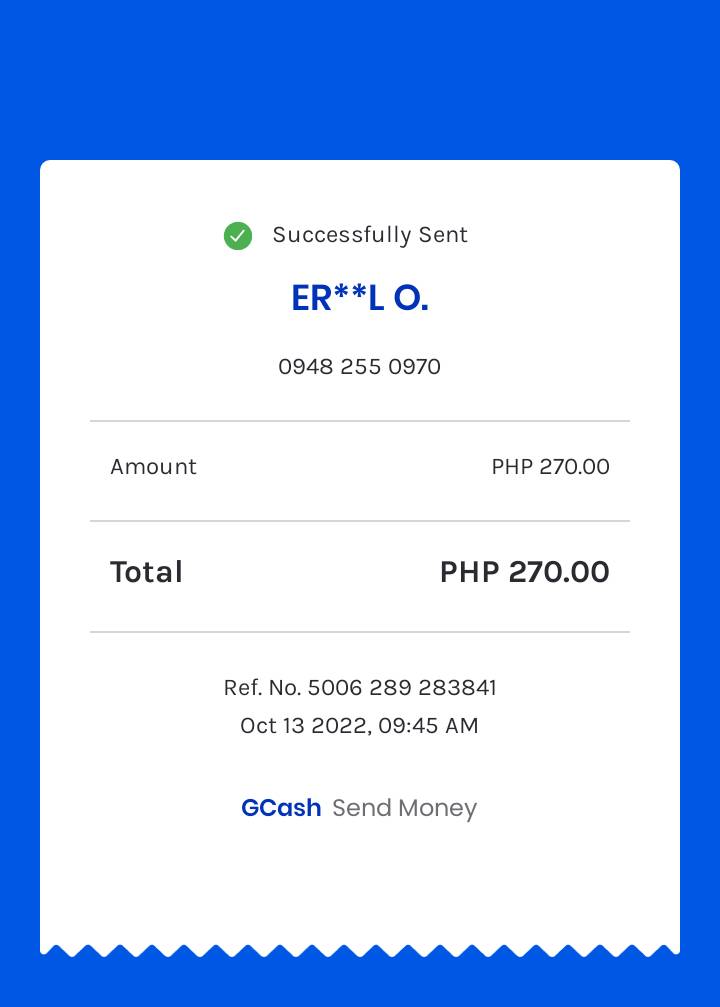 Successfully Sent
ER**L O.
0948 255 0970
Amount PHP 270.00
Total PHP 270.00
Ref. No. 5006 289 283841
Oct 13 2022, 09:45 AM
GCash Send Money